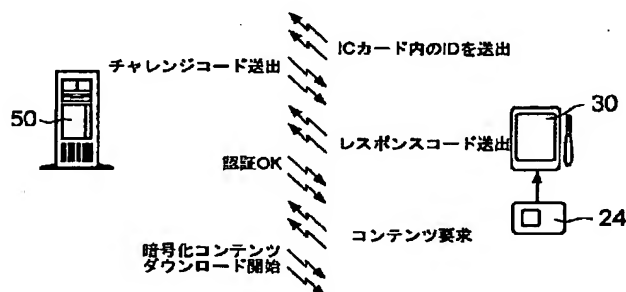 ICカード内のIDを送出
チャレンジコード送出
50
30
レスポンスコード送出
認証OK
24
コンテンツ要求
暗号化コンテンツ
ダウンロード開始